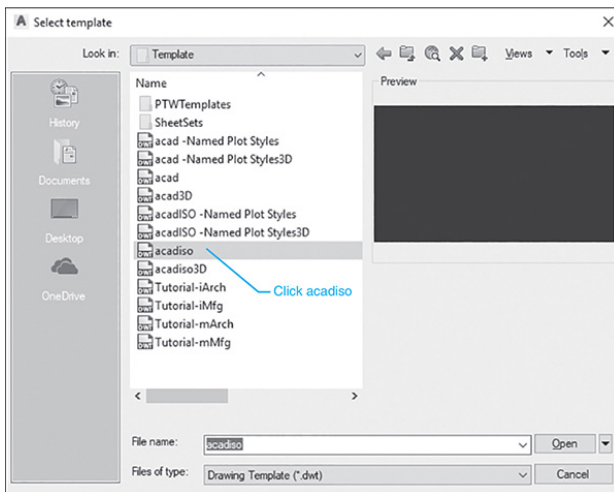 Select template
Look in: Template Views Tools
Name
PTWTemplates
SheetSets
acad -Named Plot Styles
acad -Named Plot Styles3D
acad
acad3D
acadISO -Named Plot Styles
acadISO -Named Plot Styles3D
acadiso
acadiso3D
Tutorial-iArch
Tutorial-iMfg
Tutorial-mArch
Tutorial-mMfg
Click acadiso
Preview
History
Documents
Desktop
OneDrive
File name: acadiso Open
Files of type: Drawing Template (*.dwt) Cancel